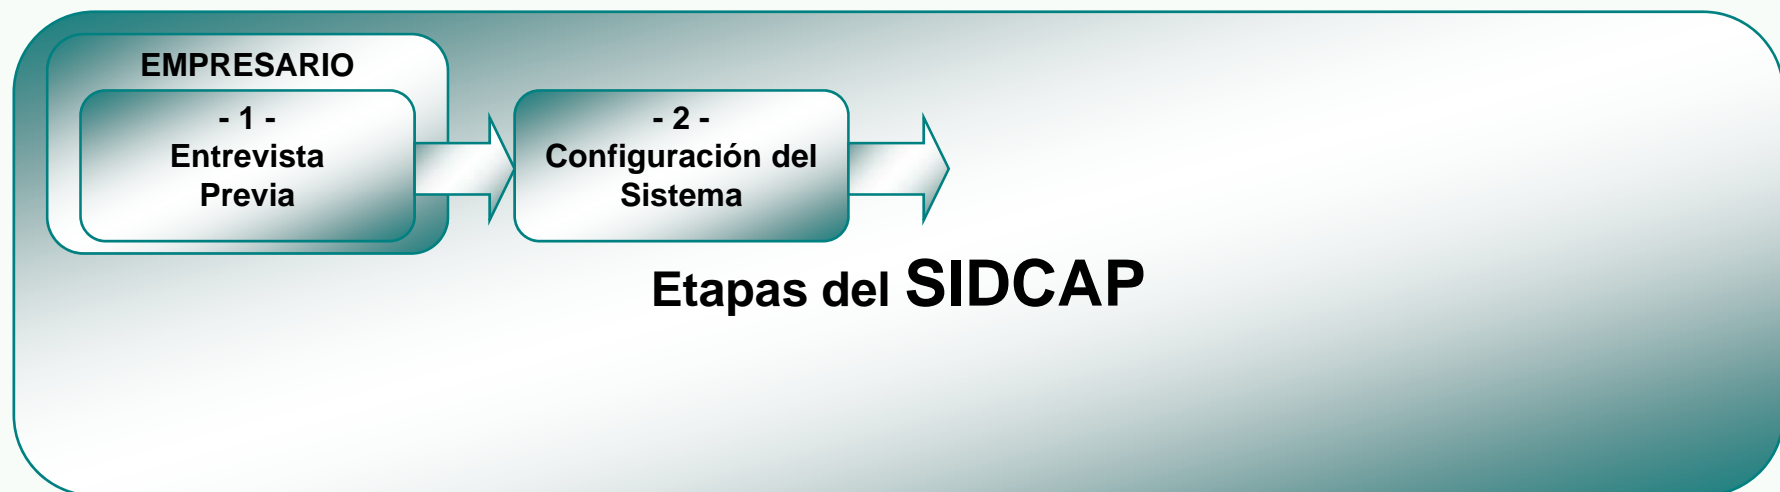 EMPRESARIO
- 1 -
Entrevista
Previa
- 2 -
Configuración del
Sistema
Etapas del SIDCAP